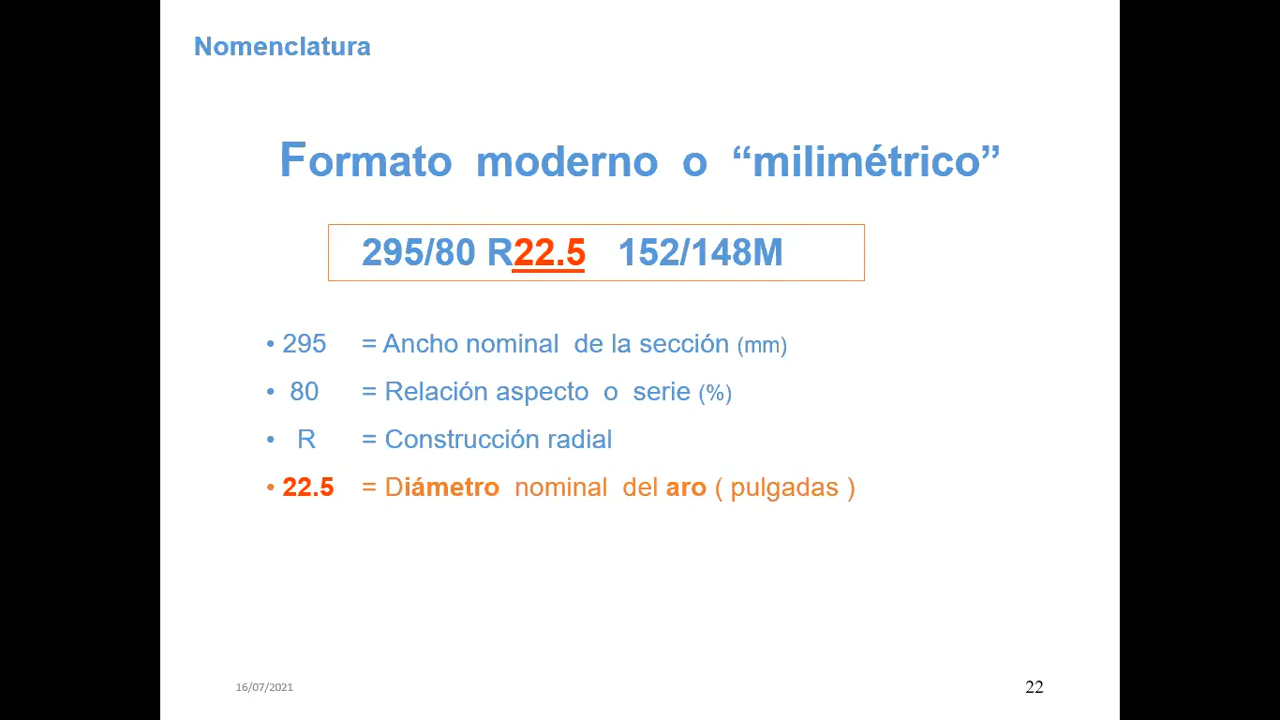 Nomenclatura
Formato moderno o “milimétrico”
295/80 R22.5 152/148M
• 295 = Ancho nominal de la sección (mm)
• 80 = Relación aspecto o serie (%)
• R = Construcción radial
• 22.5 = Diámetro nominal del aro ( pulgadas )
16/07/2021
22